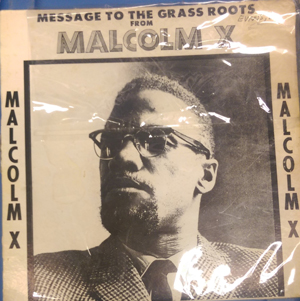 MESSAGE TO THE GRASS ROOTS
FROM
MALCOLM X
MALCOLM X
MALCOLM X